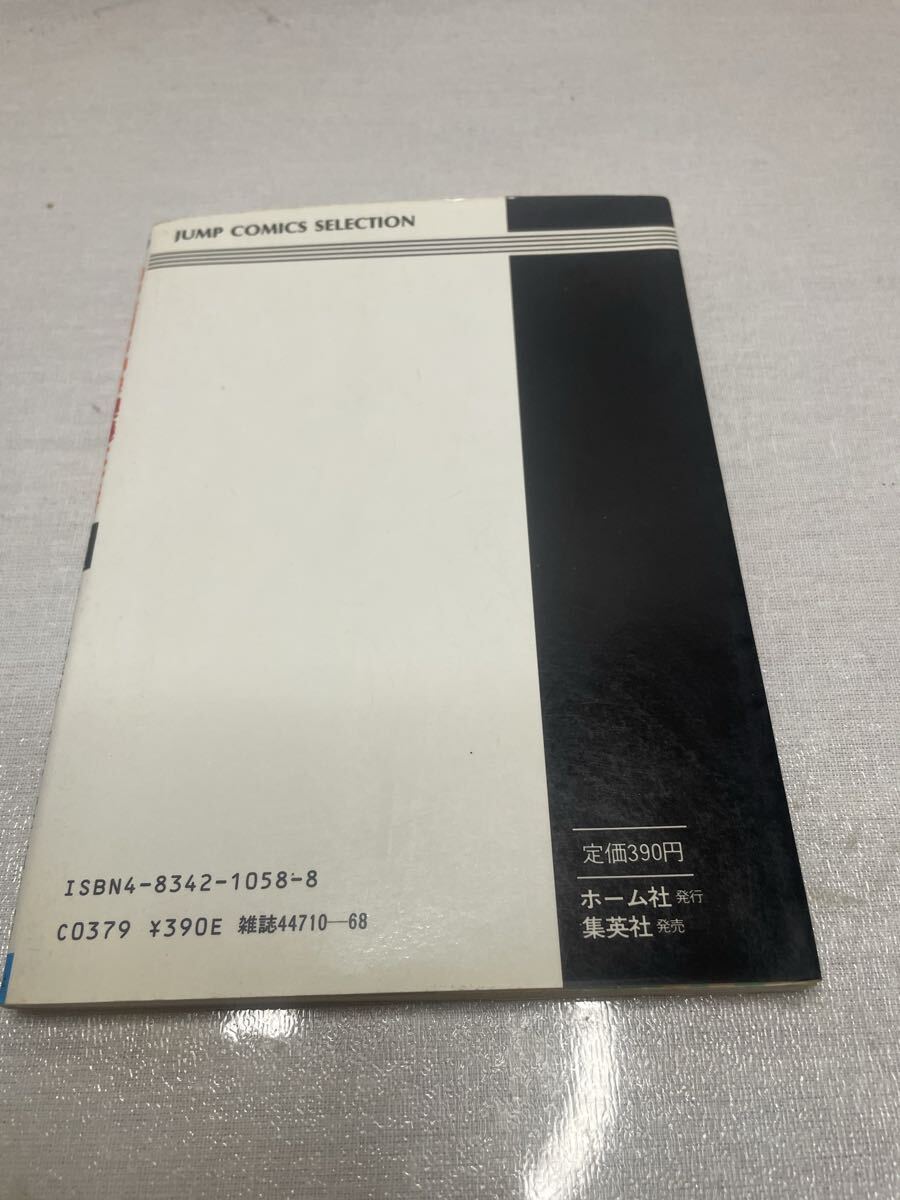 JUMP COMICS SELECTION
ISBN4-8342-1058-8
C0379 ¥390E 雑誌44710—68
定価390円
ホーム社 発行
集英社 発売